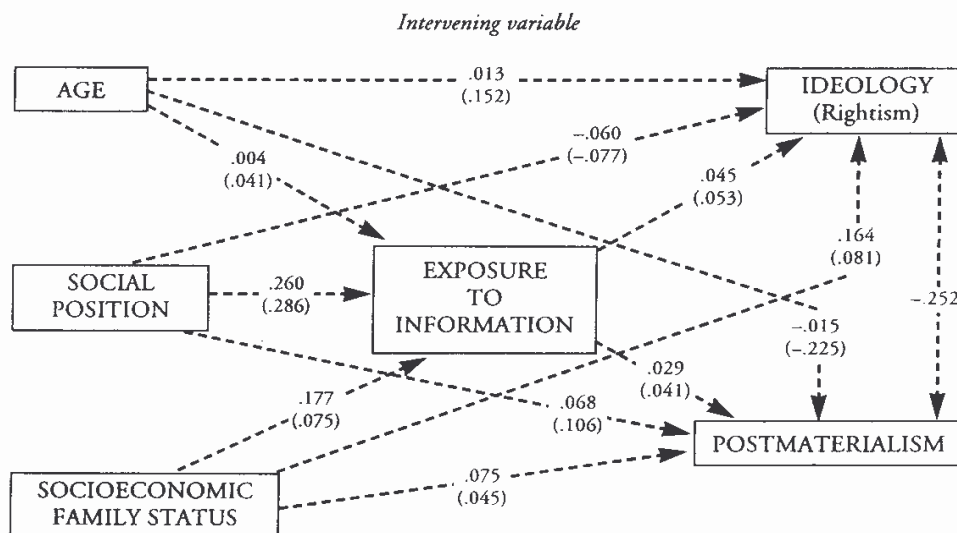 Intervening variable
AGE
.013
(.152)
IDEOLOGY
(Rightism)
-.060
(-.077)
.004
(.041)
.045
(.053)
.164
(.081)
SOCIAL
POSITION
.260
(.286)
EXPOSURE
TO
INFORMATION
-.252
-.015
(-.225)
.029
(.041)
.177
(.075)
.068
(.106)
POSTMATERIALISM
SOCIOECONOMIC
FAMILY STATUS
.075
(.045)